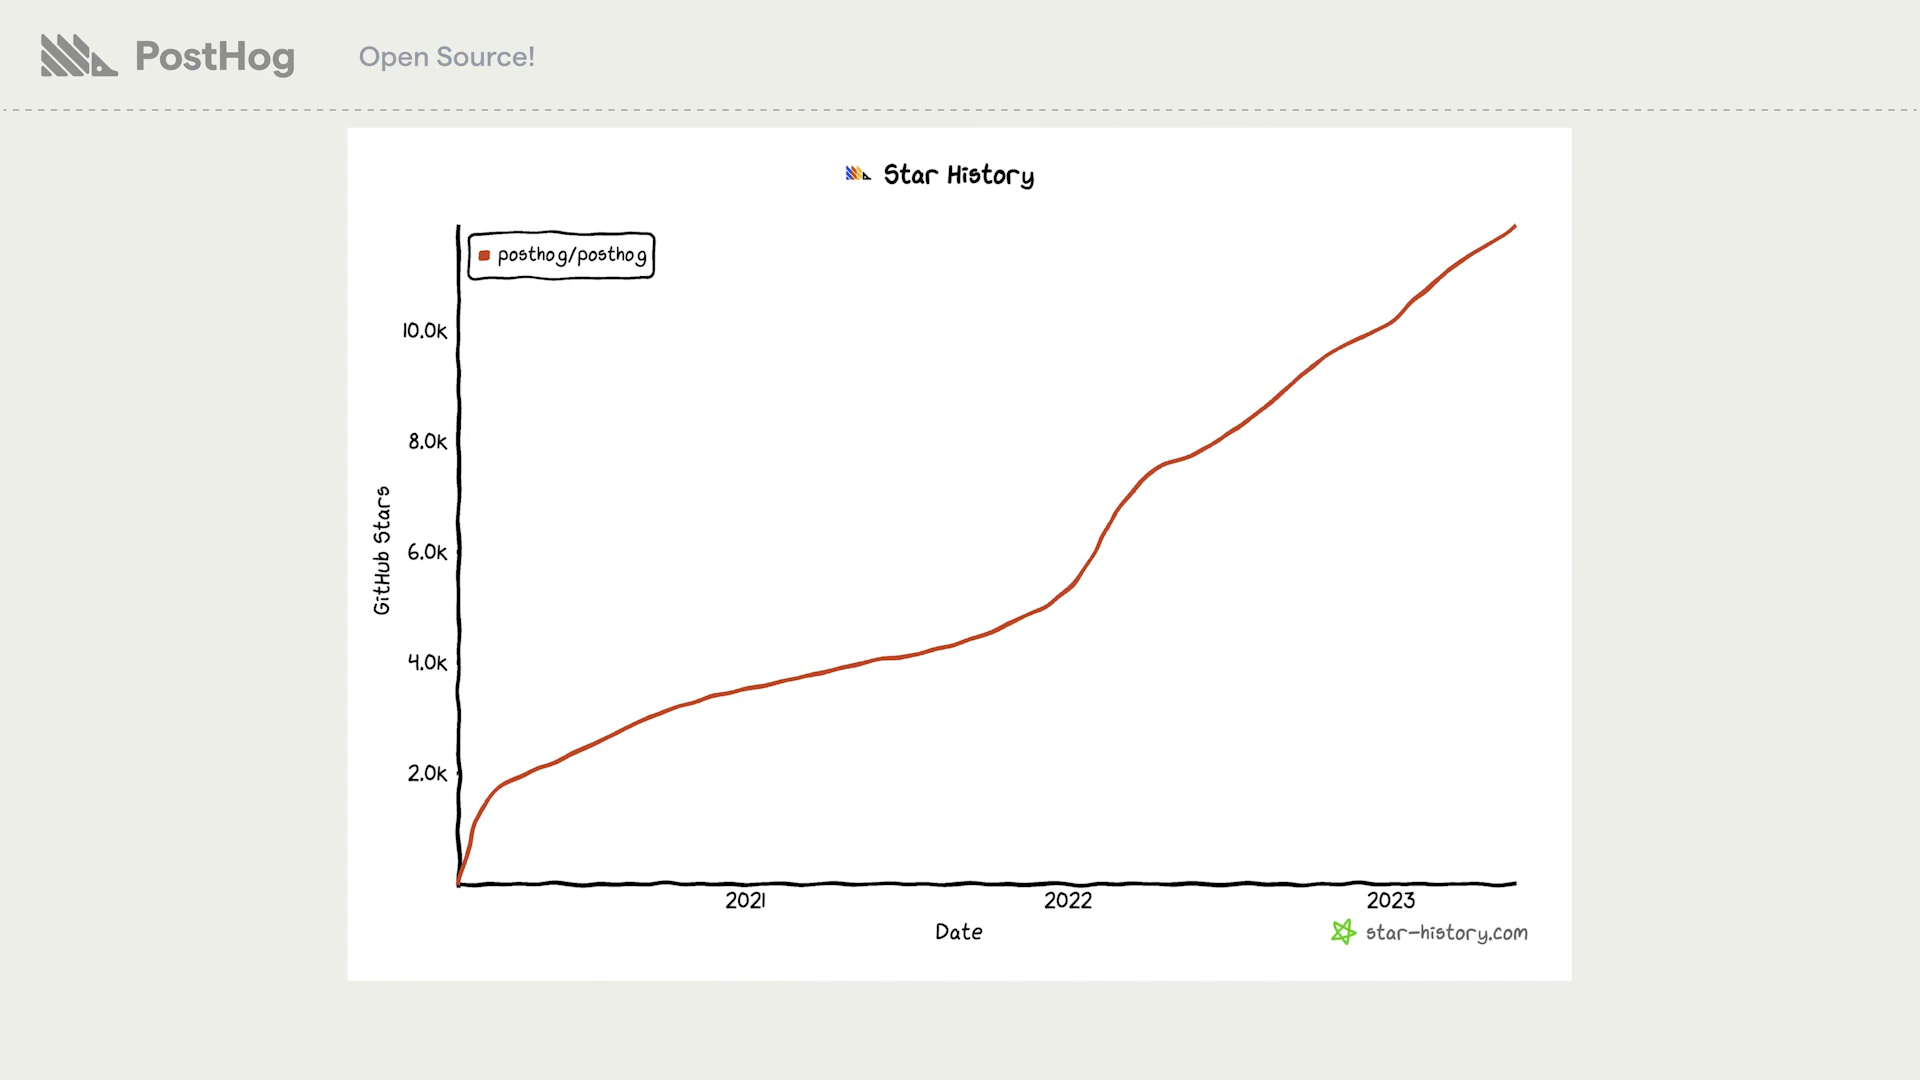 PostHog
Open Source!
Star History
posthog/posthog
10.0K
8.0K
6.0K
4.0K
2.0K
GitHub Stars
2021
2022
2023
Date
star-history.com